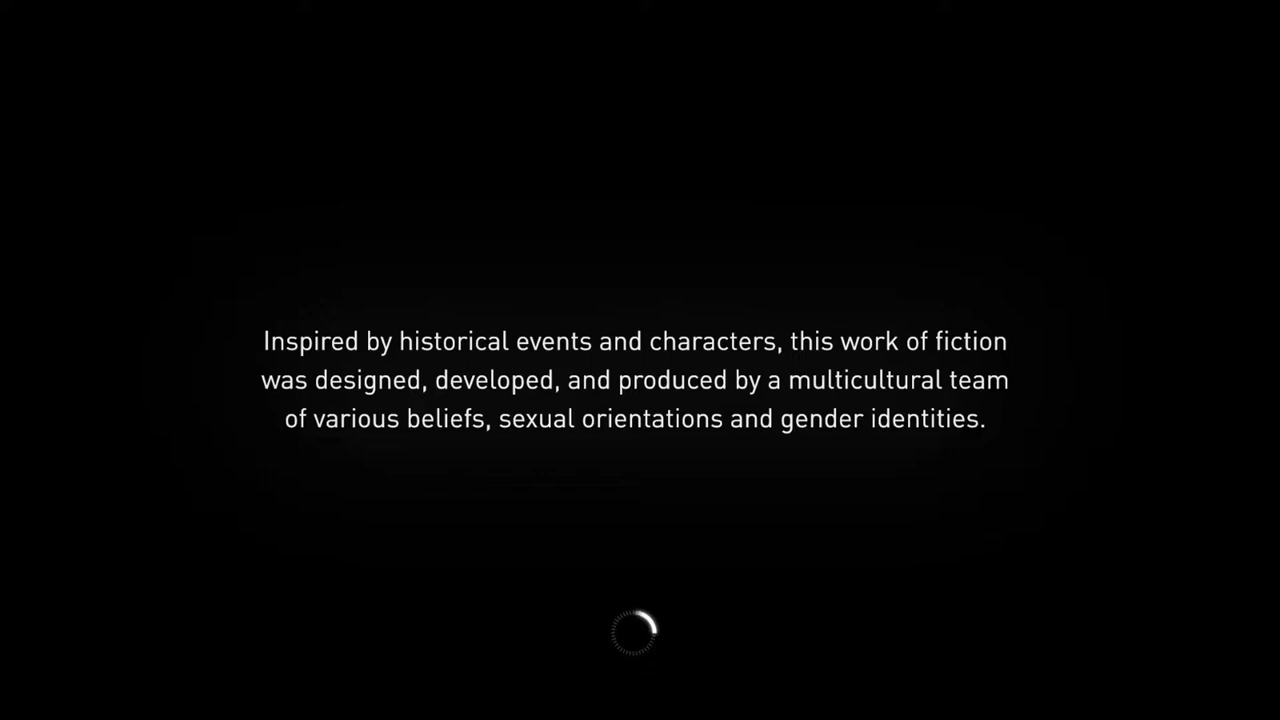 Inspired by historical events and characters, this work of fiction
was designed, developed, and produced by a multicultural team
of various beliefs, sexual orientations and gender identities.